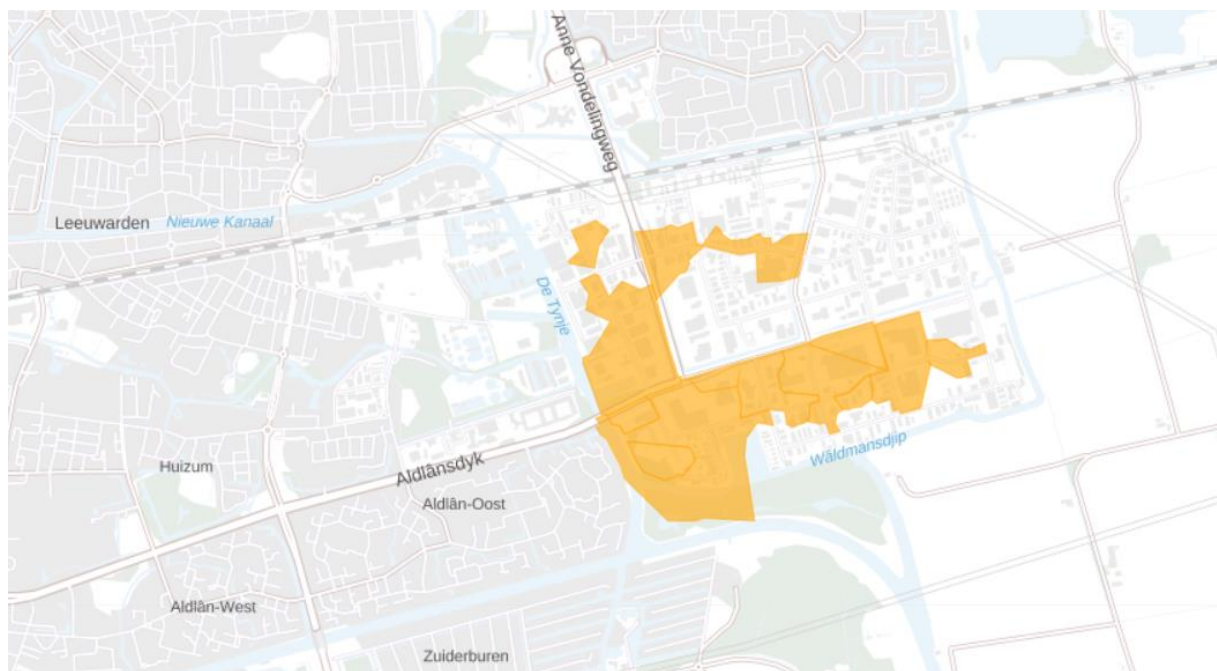 Anne Vondelingweg
Leeuwarden
Nieuwe Kanaal
De Tynje
Wâldmansdjip
Aldlânsdyk
Huizum
Aldlân-Oost
Aldlân-West
Zuiderburen